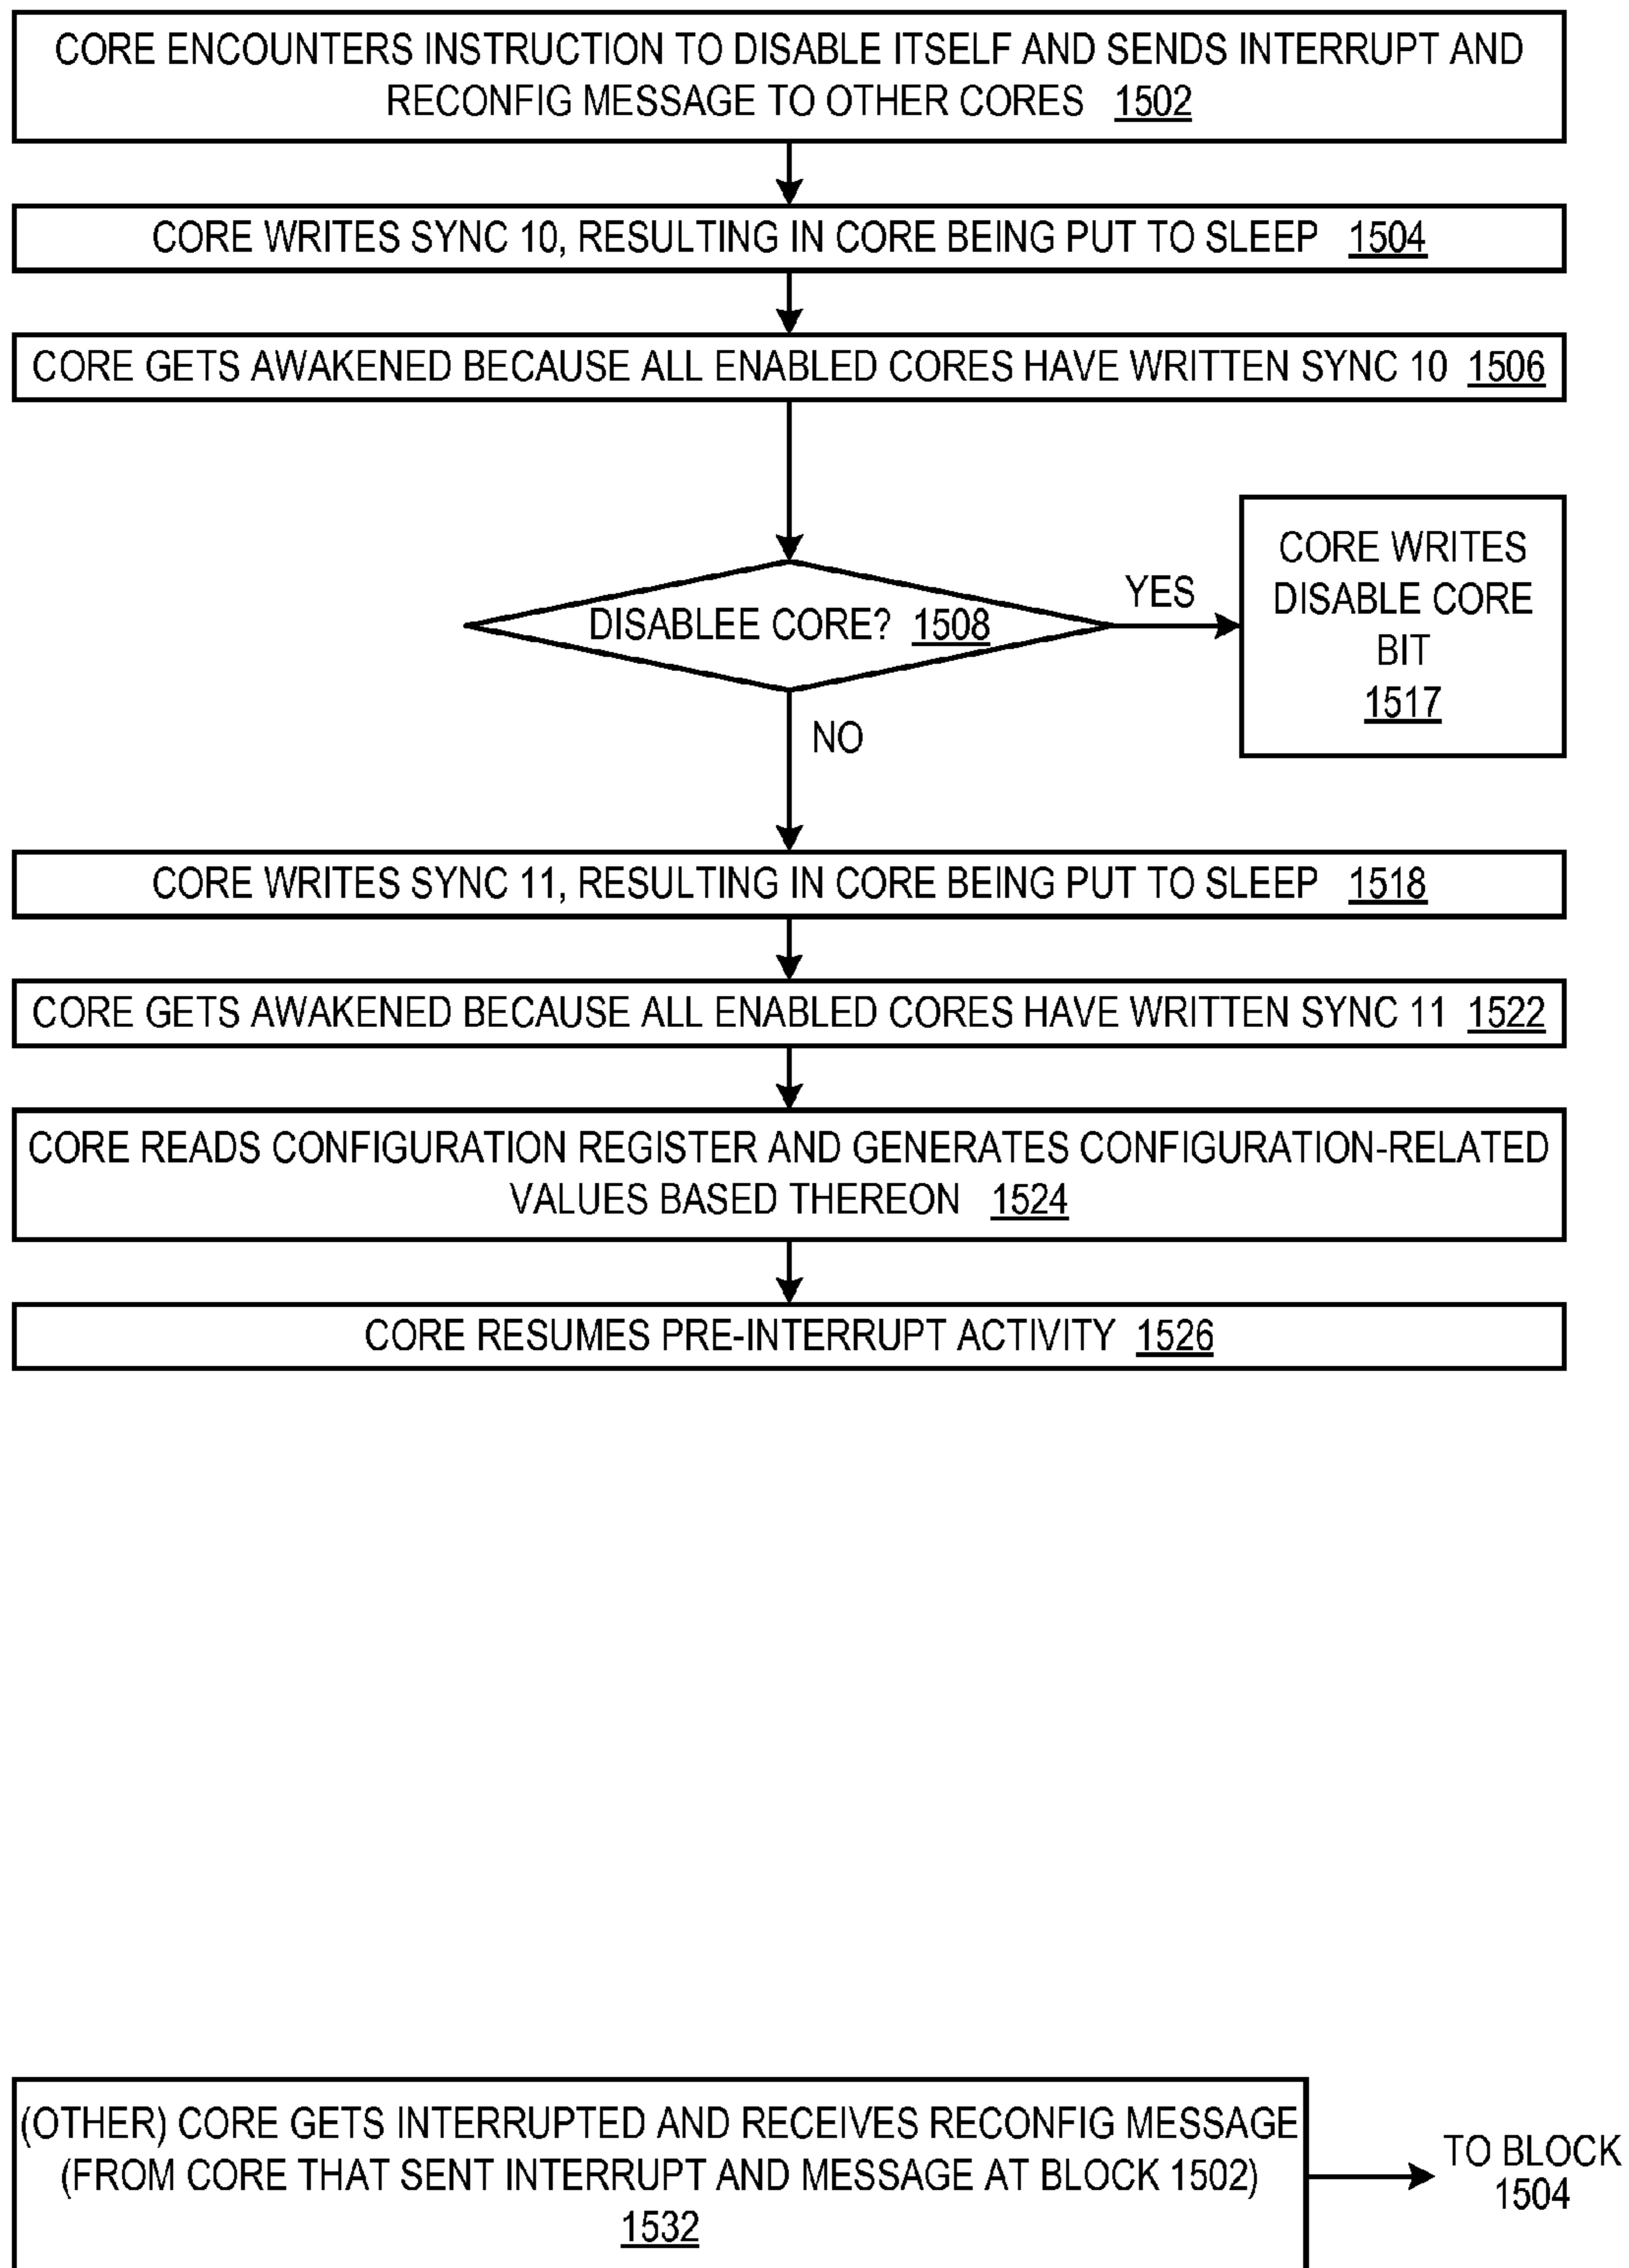 CORE ENCOUNTERS INSTRUCTION TO DISABLE ITSELF AND SENDS INTERRUPT AND
RECONFIG MESSAGE TO OTHER CORES 1502
CORE WRITES SYNC 10, RESULTING IN CORE BEING PUT TO SLEEP 1504
CORE GETS AWAKENED BECAUSE ALL ENABLED CORES HAVE WRITTEN SYNC 10 1506
DISABLEE CORE? 1508
YES
CORE WRITES
DISABLE CORE
BIT
1517
NO
CORE WRITES SYNC 11, RESULTING IN CORE BEING PUT TO SLEEP 1518
CORE GETS AWAKENED BECAUSE ALL ENABLED CORES HAVE WRITTEN SYNC 11 1522
CORE READS CONFIGURATION REGISTER AND GENERATES CONFIGURATION-RELATED
VALUES BASED THEREON 1524
CORE RESUMES PRE-INTERRUPT ACTIVITY 1526
(OTHER) CORE GETS INTERRUPTED AND RECEIVES RECONFIG MESSAGE
(FROM CORE THAT SENT INTERRUPT AND MESSAGE AT BLOCK 1502)
1532
TO BLOCK
1504